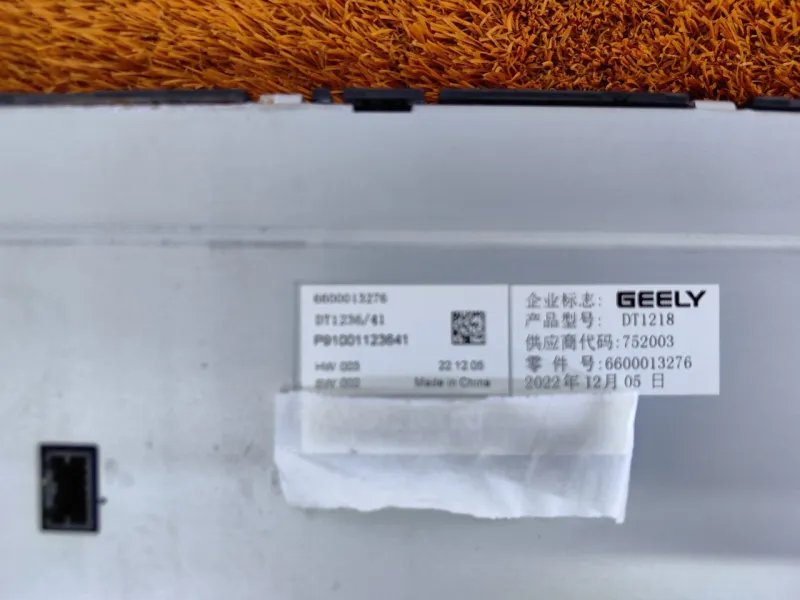 6600013276
DT1236/41
P91001123641
HW 003
22 12 05
SW 002
Made in China
企业标志: GEELY
产品型号: DT1218
供应商代码:752003
零 件 号:6600013276
2022年 12月 05 日